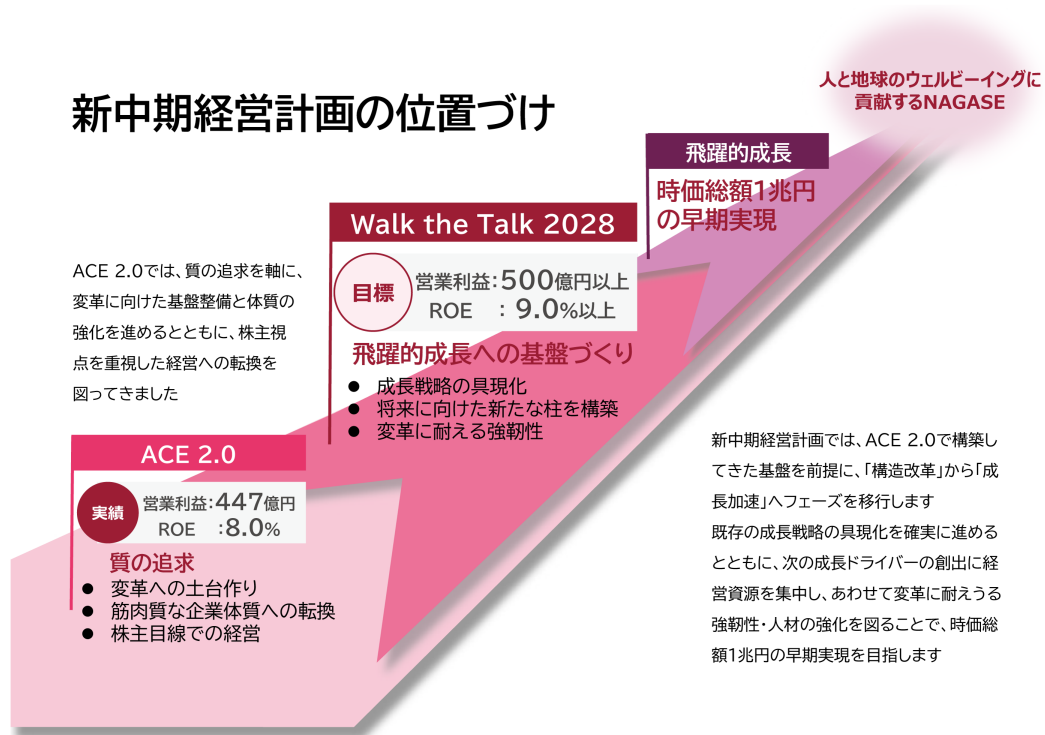 新中期経営計画の位置づけ
人と地球のウェルビーイングに
貢献するNAGASE
飛躍的成長
時価総額1兆円
の早期実現
Walk the Talk 2028
目標
営業利益:500億円以上
ROE : 9.0%以上
飛躍的成長への基盤づくり
● 成長戦略の具現化
● 将来に向けた新たな柱を構築
● 変革に耐える強靭性
ACE 2.0では、質の追求を軸に、
変革に向けた基盤整備と体質の
強化を進めるとともに、株主視
点を重視した経営への転換を
図ってきました
ACE 2.0
実績
営業利益:447億円
ROE :8.0%
質の追求
● 変革への土台作り
● 筋肉質な企業体質への転換
● 株主目線での経営
新中期経営計画では、ACE 2.0で構築し
てきた基盤を前提に、「構造改革」から「成
長加速」へフェーズを移行します
既存の成長戦略の具現化を確実に進める
とともに、次の成長ドライバーの創出に経
営資源を集中し、あわせて変革に耐えうる
強靭性・人材の強化を図ることで、時価総
額1兆円の早期実現を目指します